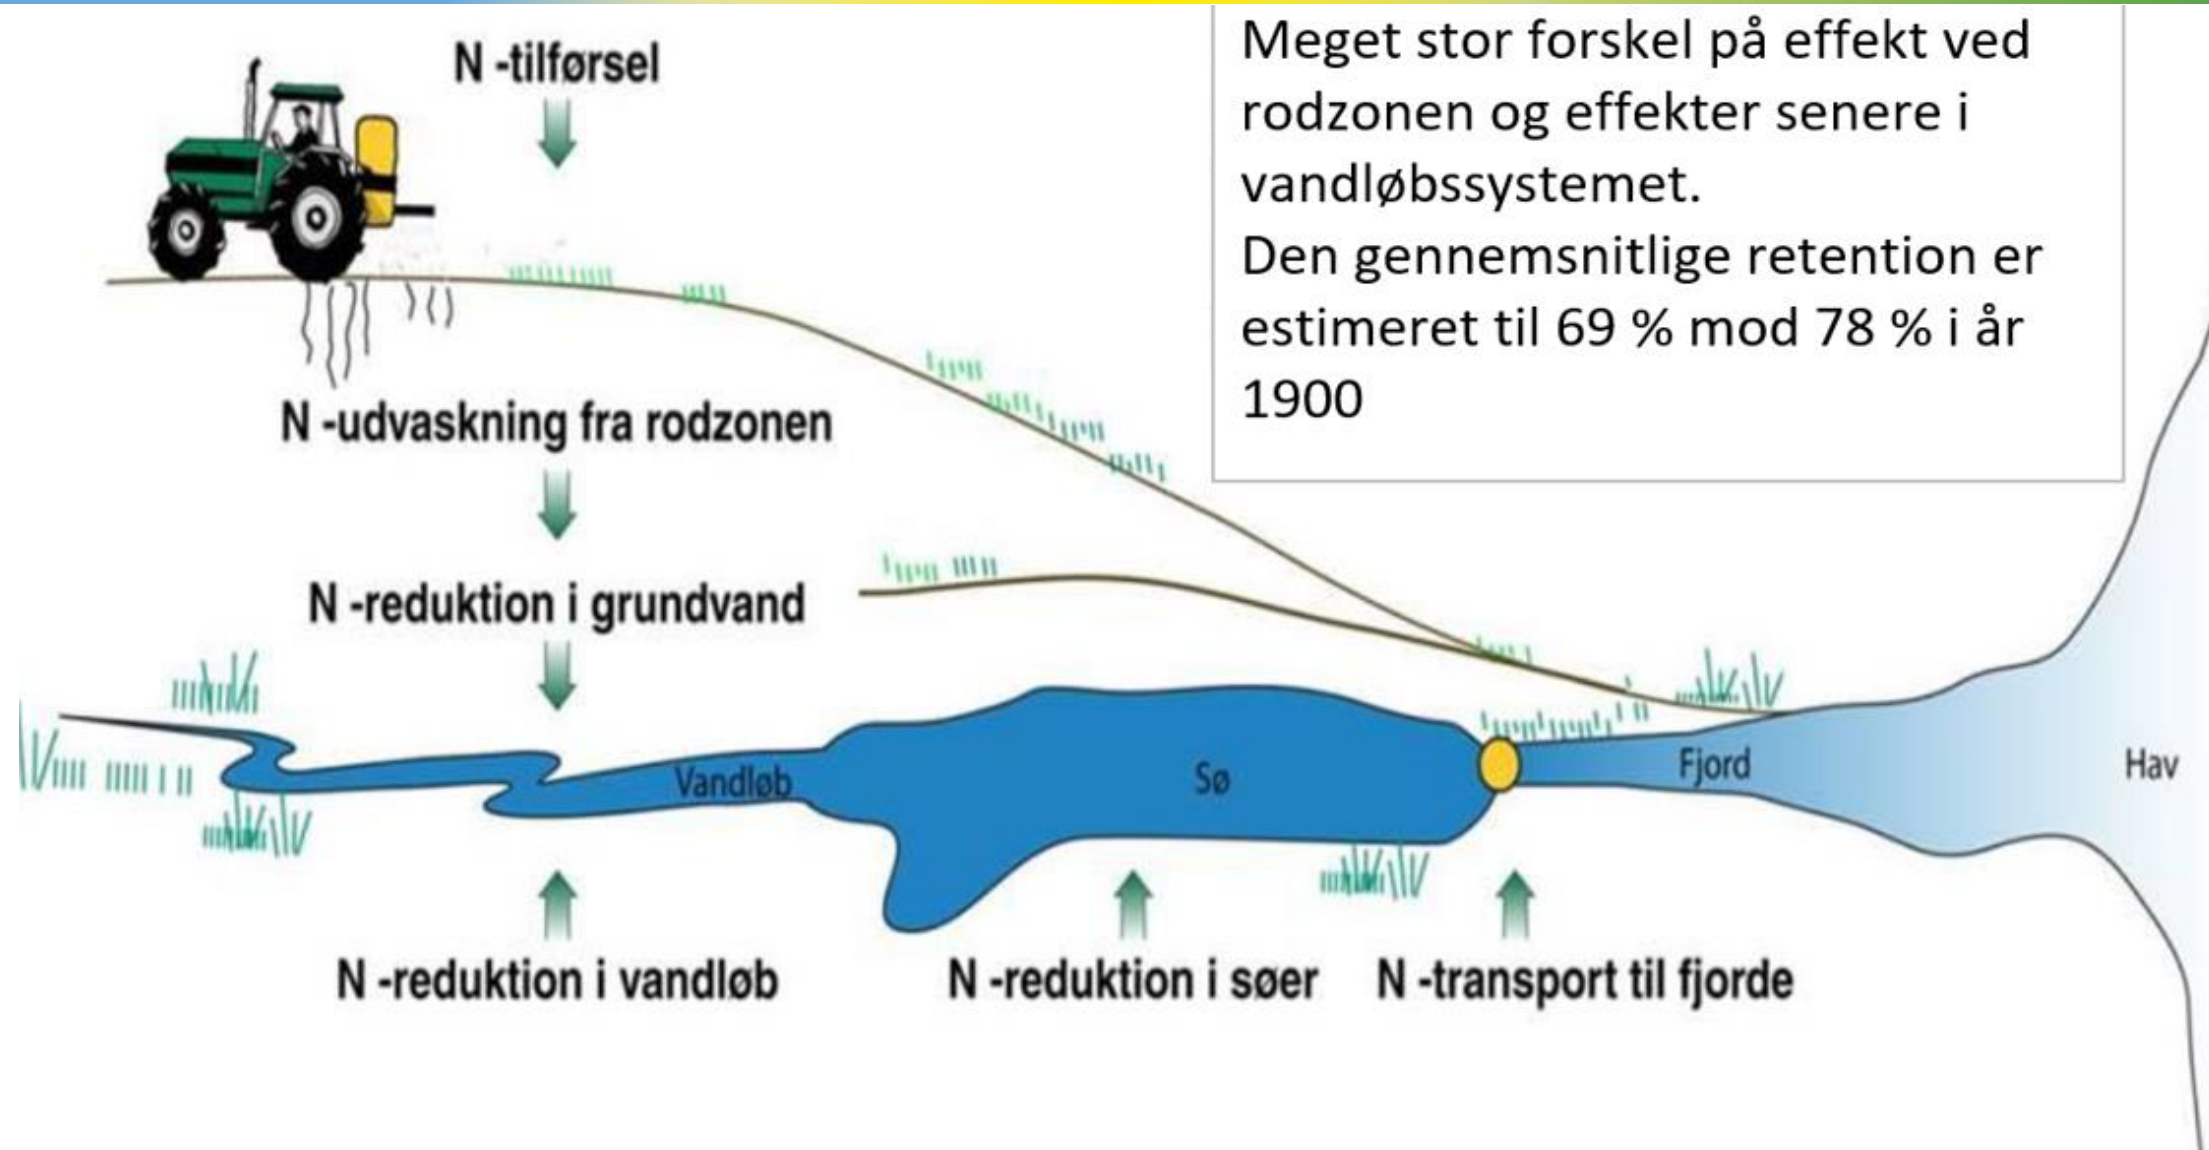 N -tilførsel
Meget stor forskel på effekt ved
rodzonen og effekter senere i
vandløbssystemet.
Den gennemsnitlige retention er
estimeret til 69 % mod 78 % i år
1900
N -udvaskning fra rodzonen
N -reduktion i grundvand
Vandløb
Sø
Fjord
Hav
N -reduktion i vandløb
N -reduktion i søer
N -transport til fjorde